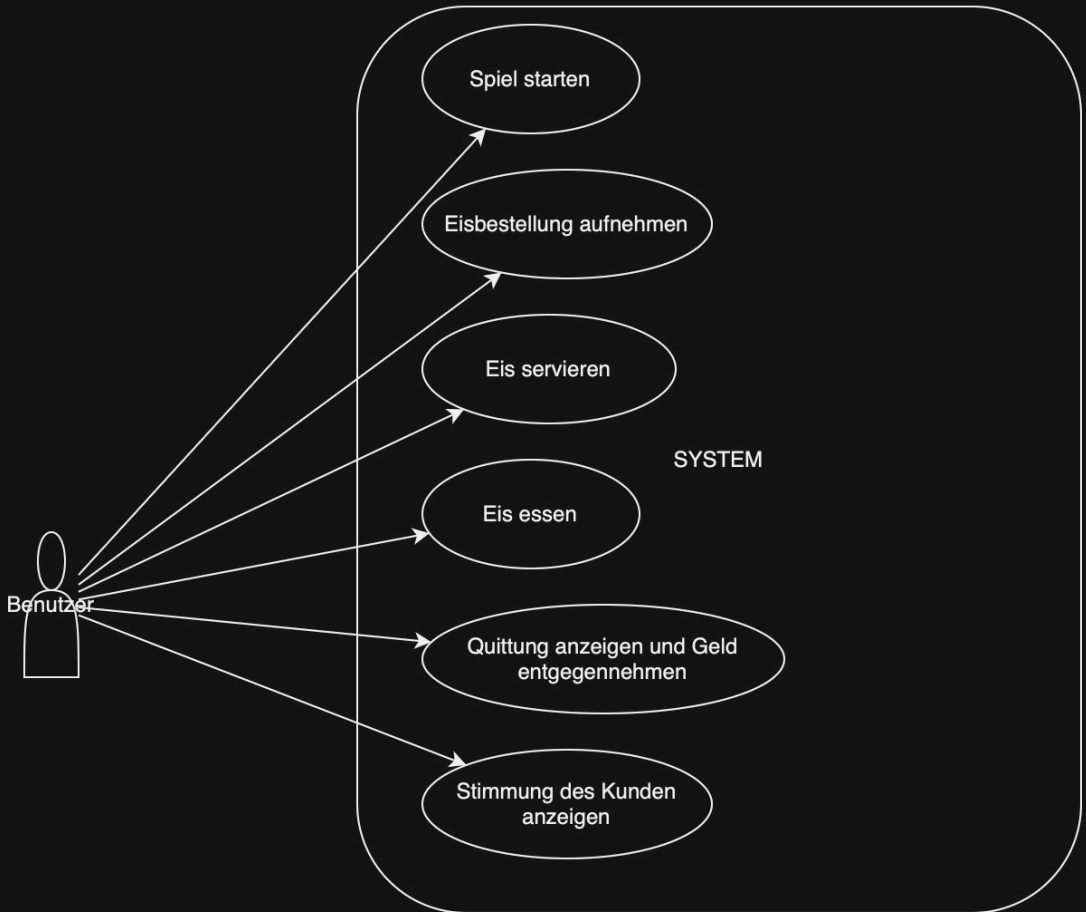 Spiel starten
Eisbestellung aufnehmen
Eis servieren
SYSTEM
Eis essen
Benutzer
Quittung anzeigen und Geld
entgegennehmen
Stimmung des Kunden
anzeigen